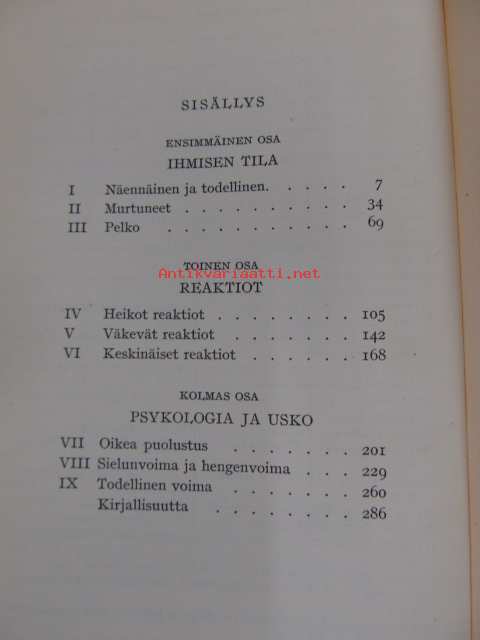 SISÄLLYS
ENSIMMÄINEN OSA
IHMISEN TILA
I Näennäinen ja todellinen. . . . . 7
II Murtuneet . . . . . . . . . 34
III Pelko . . . . . . . . . . 69
TOINEN OSA
Antikvariaatti.net
REAKTIOT
IV Heikot reaktiot . . . . . . . 105
V Väkevät reaktiot . . . . . . 142
VI Keskinäiset reaktiot . . . . . . 168
KOLMAS OSA
PSYKOLOGIA JA USKO
VII Oikea puolustus . . . . . . 201
VIII Sielunvoima ja hengenvoima . . . 229
IX Todellinen voima . . . . . . 260
Kirjallisuutta . . . . . . . 286